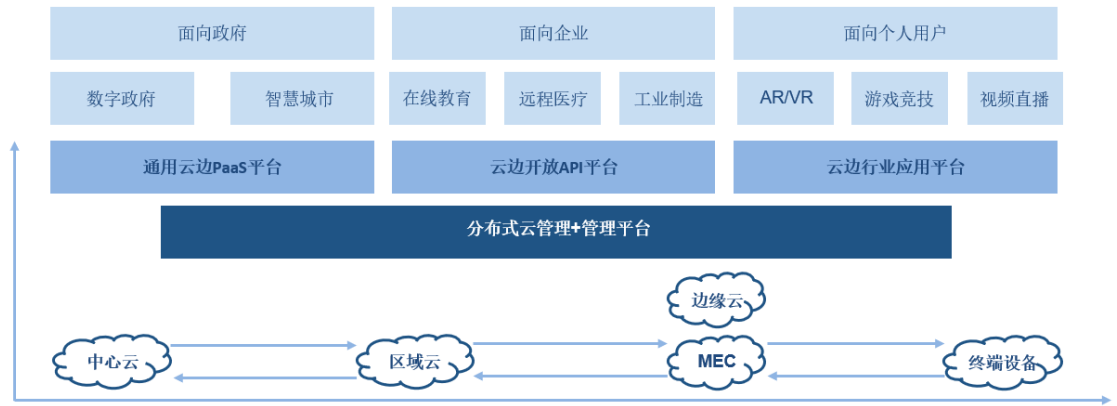 面向政府
面向企业
面向个人用户
数字政府
智慧城市
在线教育
远程医疗
工业制造
AR/VR
游戏竞技
视频直播
通用云边PaaS平台
云边开放API平台
云边行业应用平台
分布式云管理+管理平台
边缘云
中心云
区域云
MEC
终端设备